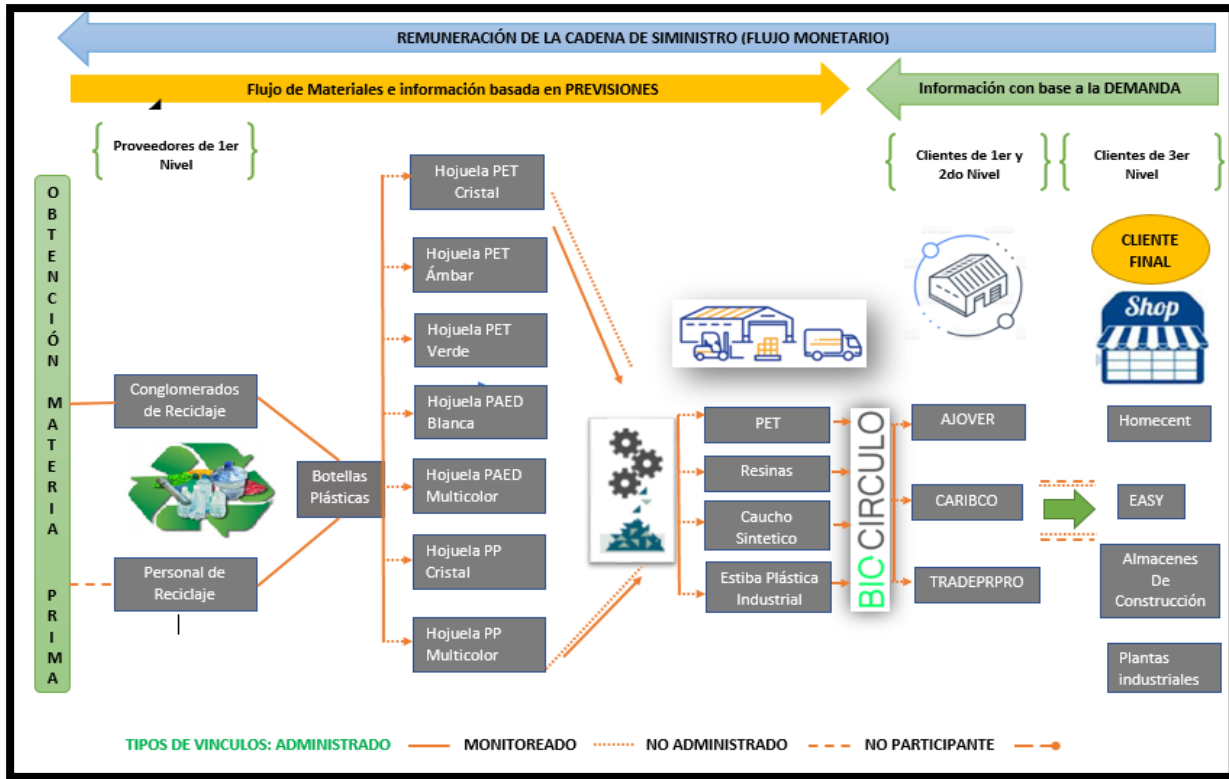 REMUNERACIÓN DE LA CADENA DE SIMINISTRO (FLUJO MONETARIO)
Flujo de Materiales e información basada en PREVISIONES
Información con base a la DEMANDA
Proveedores de 1er
Nivel
Clientes de 1er y
2do Nivel
Clientes de 3er
Nivel
OBTENCIÓN MATERIA PRIMA
Hojuela PET
Cristal
Hojuela PET
Ámbar
Hojuela PET
Verde
Hojuela PAED
Blanca
Hojuela PAED
Multicolor
Hojuela PP
Cristal
Hojuela PP
Multicolor
Conglomerados
de Reciclaje
Personal de
Reciclaje
Botellas
Plásticas
PET
Resinas
Caucho
Sintetico
Estiba Plástica
Industrial
BIOCIRCULO
AJOVER
CARIBCO
TRADEPRPRO
CLIENTE
FINAL
Shop
Homecent
EASY
Almacenes
De
Construcción
Plantas
industriales
TIPOS DE VINCULOS: ADMINISTRADO MONITOREADO NO ADMINISTRADO NO PARTICIPANTE